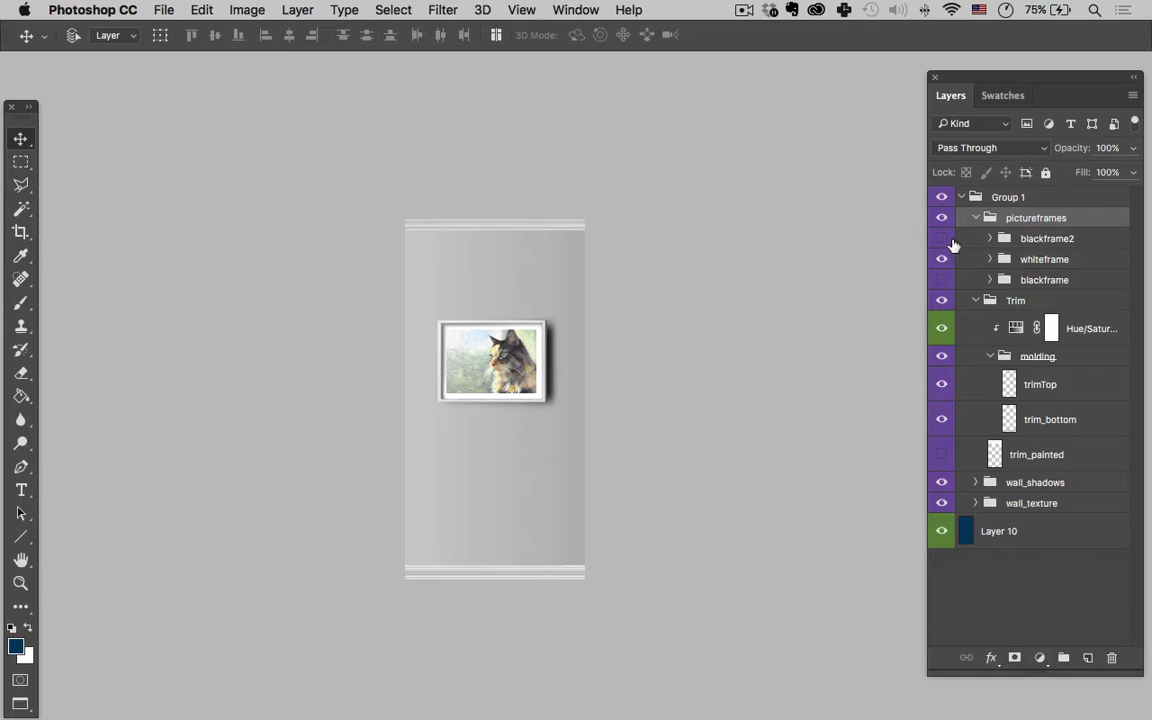 Photoshop CC File Edit Image Layer Type Select Filter 3D View Window Help 75%
Layer 3D Mode:
Layers Swatches
Kind
Pass Through Opacity: 100%
Lock: Fill: 100%
Group 1
pictureframes
blackframe2
whiteframe
blackframe
Trim
Hue/Satur...
molding
trimTop
trim_bottom
trim_painted
wall_shadows
wall_texture
Layer 10
fx